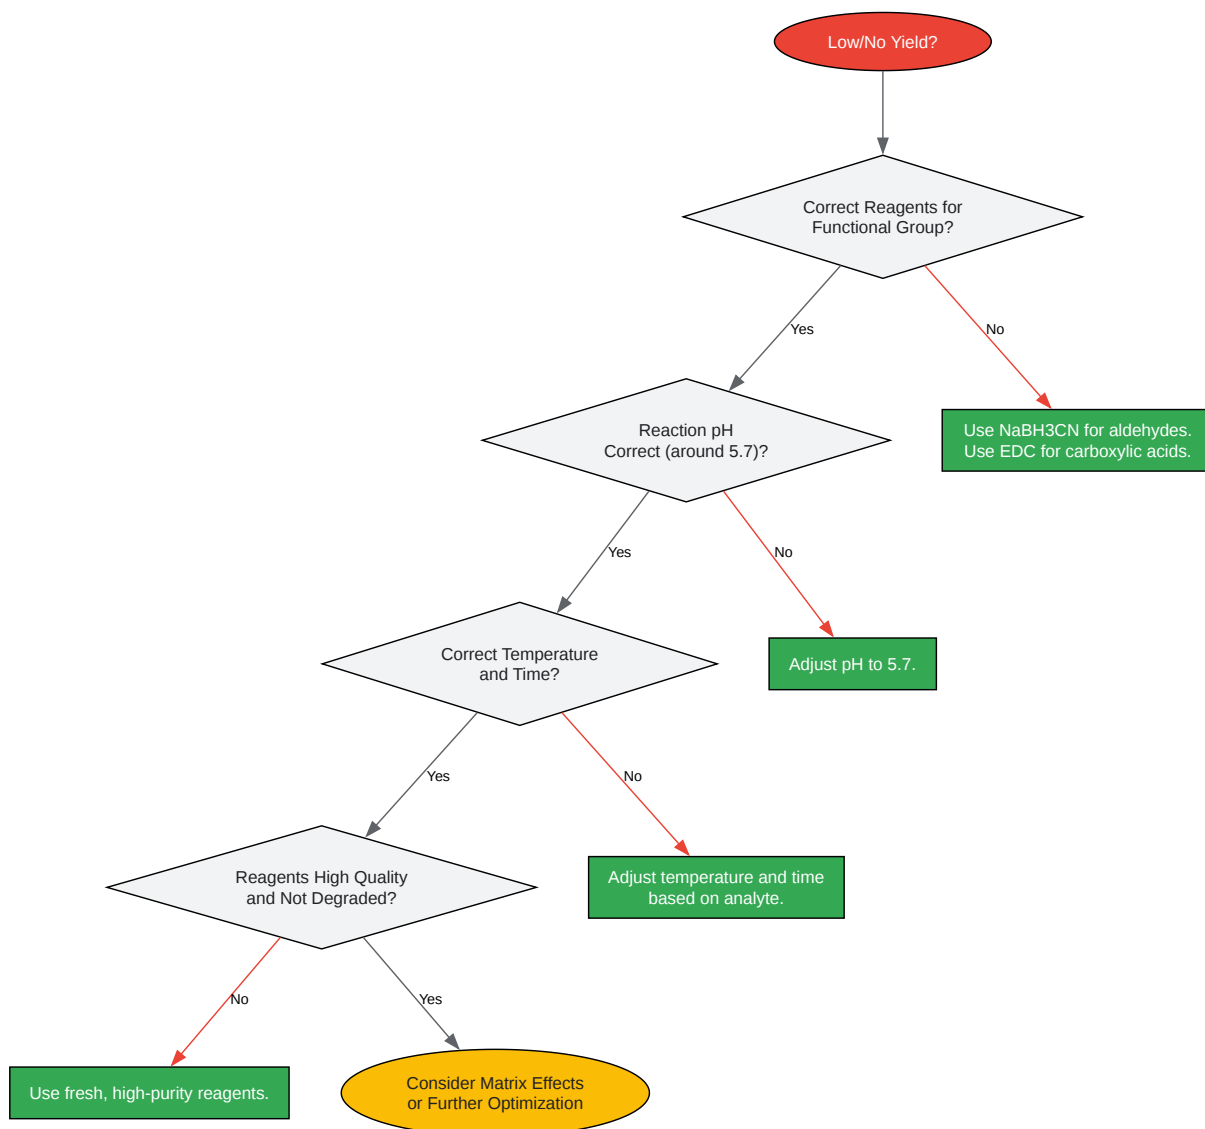 Low/No Yield?
Correct Reagents for
Functional Group?
Yes
No
Reaction pH
Correct (around 5.7)?
Use NaBH3CN for aldehydes.
Use EDC for carboxylic acids.
Yes
No
Correct Temperature
and Time?
Adjust pH to 5.7.
Yes
No
Reagents High Quality
and Not Degraded?
Adjust temperature and time
based on analyte.
No
Yes
Use fresh, high-purity reagents.
Consider Matrix Effects
or Further Optimization